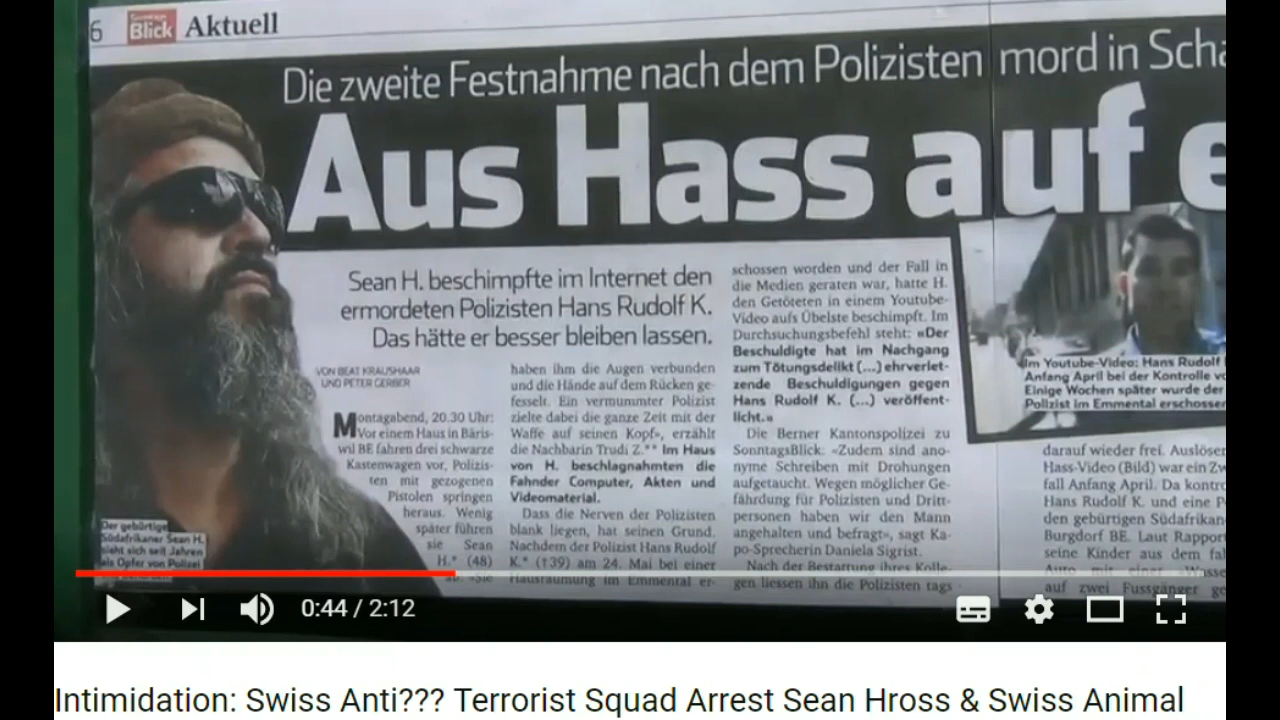 6 Blick Aktuell
Die zweite Festnahme nach dem Polizisten mord in Scha
Aus Hass auf e
Sean H. beschimpfte im Internet den
ermordeten Polizisten Hans Rudolf K.
Das hätte er besser bleiben lassen.
VON BEAT KRAUSHAAR
UND PETER GERBER
Montagabend, 20.30 Uhr:
Vor einem Haus in Bäris-
wil BE fahren drei schwarze
Kastenwagen vor, Polizis-
ten mit gezogenen
Pistolen springen
heraus. Wenig
später führen
sie Sean
H.* (48)
ab. «Sie
haben ihm die Augen verbunden
und die Hände auf dem Rücken ge-
fesselt. Ein vermummter Polizist
zielte dabei die ganze Zeit mit der
Waffe auf seinen Kopf», erzählt
die Nachbarin Trudi Z.** Im Haus
von H. beschlagnahmten die
Fahnder Computer, Akten und
Videomaterial.
Dass die Nerven der Polizisten
blank liegen, hat seinen Grund.
Nachdem der Polizist Hans Rudolf
K.* (†39) am 24. Mai bei einer
Hausräumung im Emmental er-
schossen worden und der Fall in
die Medien geraten war, hatte H.
den Getöteten in einem Youtube-
Video aufs Übelste beschimpft. Im
Durchsuchungsbefehl steht: «Der
Beschuldigte hat im Nachgang
zum Tötungsdelikt (...) ehrverlet-
zende Beschuldigungen gegen
Hans Rudolf K. (...) veröffent-
licht.»
Die Berner Kantonspolizei zu
SonntagsBlick: «Zudem sind ano-
nyme Schreiben mit Drohungen
aufgetaucht. Wegen möglicher Ge-
fährdung für Polizisten und Dritt-
personen haben wir den Mann
angehalten und befragt», sagt Ka-
po-Sprecherin Daniela Sigrist.
Nach der Bestattung ihres Kolle-
gen liessen ihn die Polizisten tags
Im Youtube-Video: Hans Rudolf
Anfang April bei der Kontrolle vo
Einige Wochen später wurde der
Polizist im Emmental erschossen
darauf wieder frei. Auslöser
Hass-Video (Bild) war ein Zw
fall Anfang April. Da kontro
Hans Rudolf K. und eine P
den gebürtigen Südafrikan
Burgdorf BE. Laut Rapport
seine Kinder aus dem fah
Auto mit einer «Wasse
auf zwei Fussgänger ge
Der gebürtige
Südafrikaner Sean H.
sieht sich seit Jahren
als Opfer von Polizei
0:44 / 2:12
Intimidation: Swiss Anti??? Terrorist Squad Arrest Sean Hross & Swiss Animal